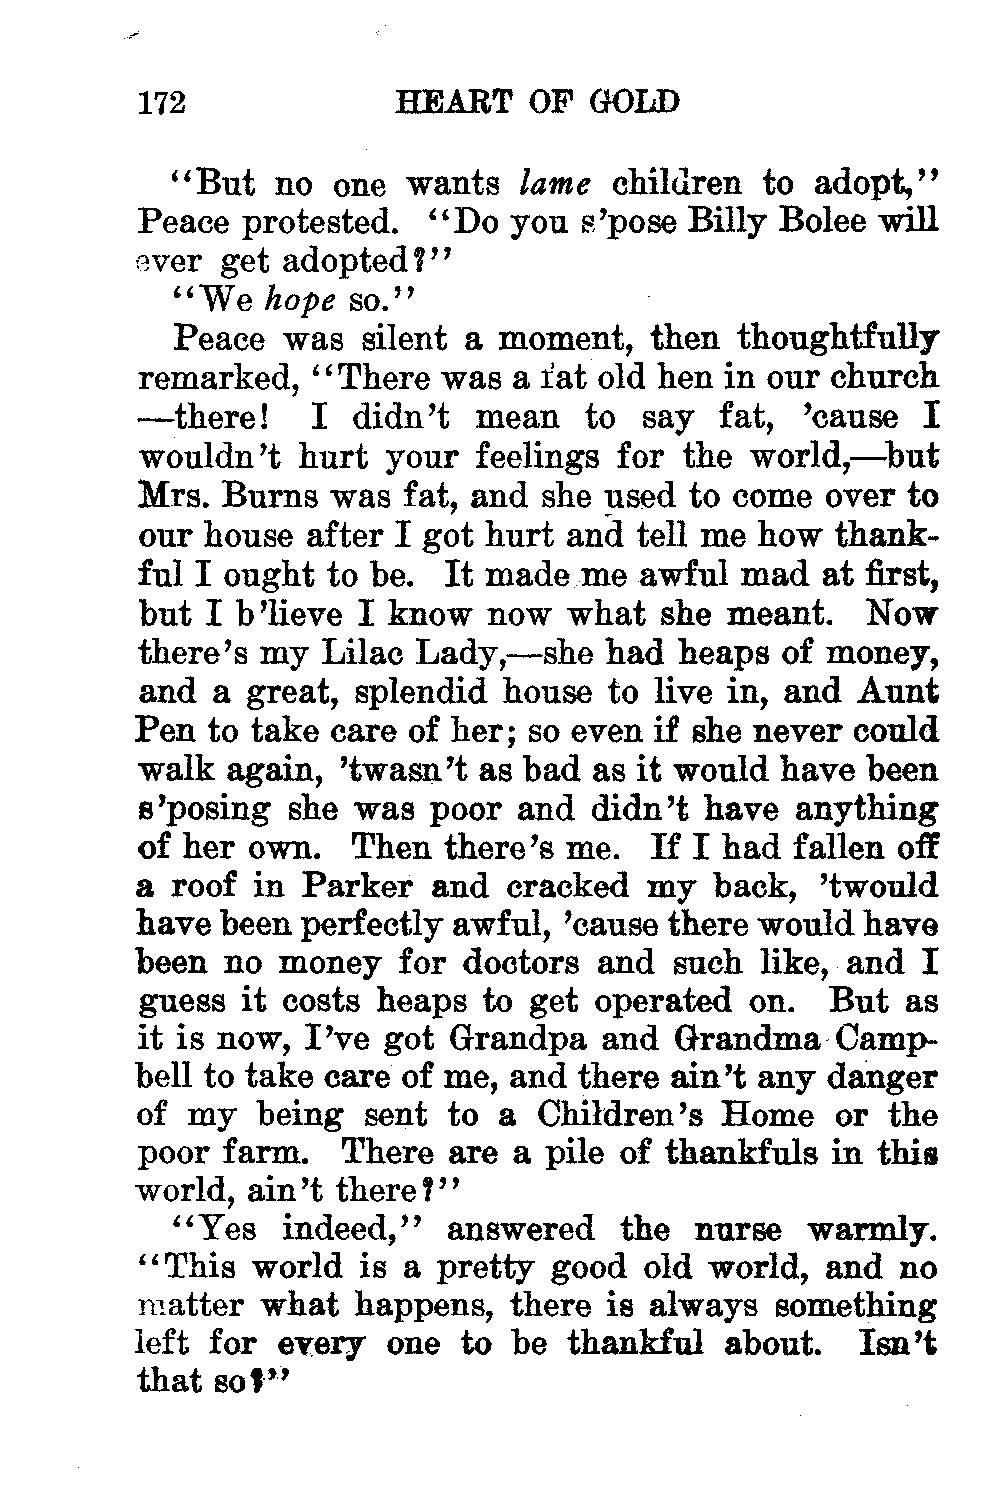 172 HEART OF GOLD
“But no one wants lame children to adopt,”
Peace protested. “Do you s’pose Billy Bolee will
ever get adopted?”
“We hope so.”
Peace was silent a moment, then thoughtfully
remarked, “There was a fat old hen in our church
—there! I didn’t mean to say fat, ’cause I
wouldn’t hurt your feelings for the world,—but
Mrs. Burns was fat, and she used to come over to
our house after I got hurt and tell me how thank-
ful I ought to be. It made me awful mad at first,
but I b’lieve I know now what she meant. Now
there’s my Lilac Lady,—she had heaps of money,
and a great, splendid house to live in, and Aunt
Pen to take care of her; so even if she never could
walk again, ’twasn’t as bad as it would have been
s’posing she was poor and didn’t have anything
of her own. Then there’s me. If I had fallen off
a roof in Parker and cracked my back, ’twould
have been perfectly awful, ’cause there would have
been no money for doctors and such like, and I
guess it costs heaps to get operated on. But as
it is now, I’ve got Grandpa and Grandma Camp-
bell to take care of me, and there ain’t any danger
of my being sent to a Children’s Home or the
poor farm. There are a pile of thankfuls in this
world, ain’t there?”
“Yes indeed,” answered the nurse warmly.
“This world is a pretty good old world, and no
matter what happens, there is always something
left for every one to be thankful about. Isn’t
that so?”